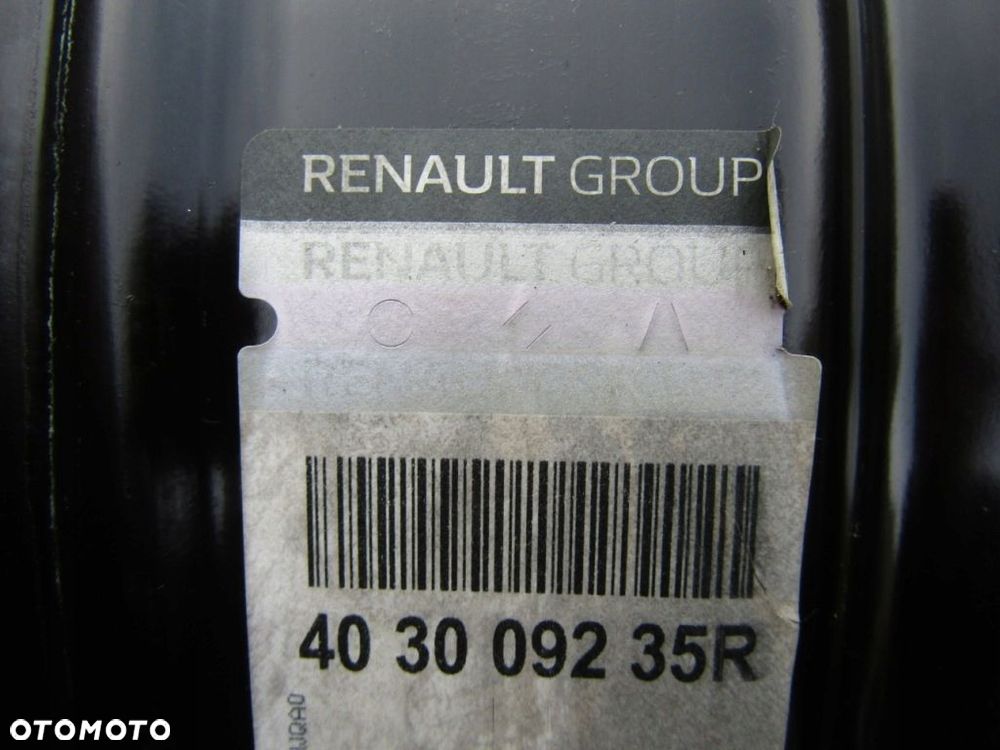 RENAULT GROUP
RENAULT GROUP
40 30 092 35R
OTOMOTO